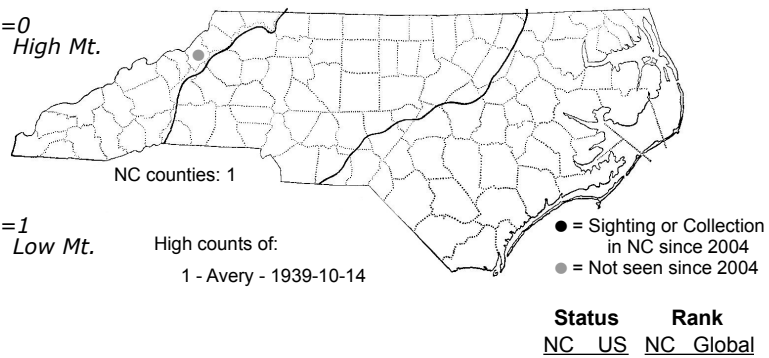 =0
High Mt.
NC counties: 1
=1
Low Mt.
High counts of:
1 - Avery - 1939-10-14
● = Sighting or Collection
in NC since 2004
● = Not seen since 2004
Status Rank
NC US NC Global